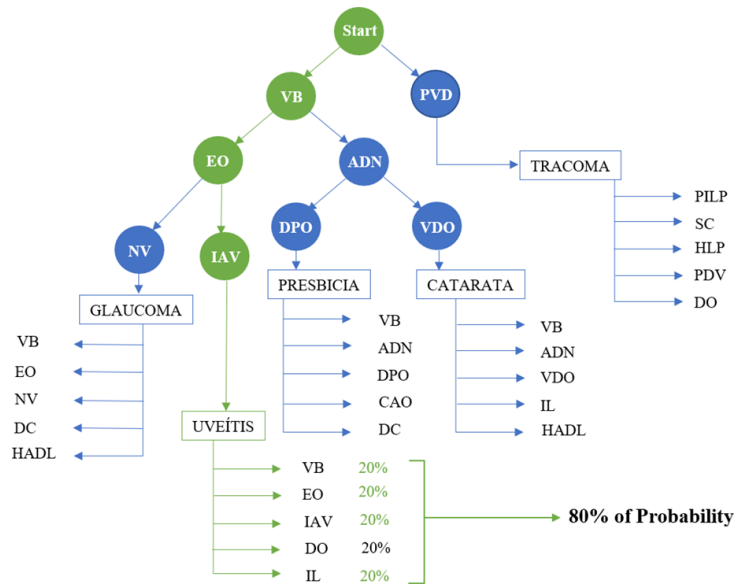 Start
VB
PVD
EO
ADN
TRACOMA
PILP
SC
HLP
PDV
DO
NV
IAV
DPO
VDO
GLAUCOMA
VB
EO
NV
DC
HADL
PRESBICIA
VB
ADN
DPO
CAO
DC
CATARATA
VB
ADN
VDO
IL
HADL
UVEÍTIS
VB 20%
EO 20%
IAV 20%
DO 20%
IL 20%
80% of Probability